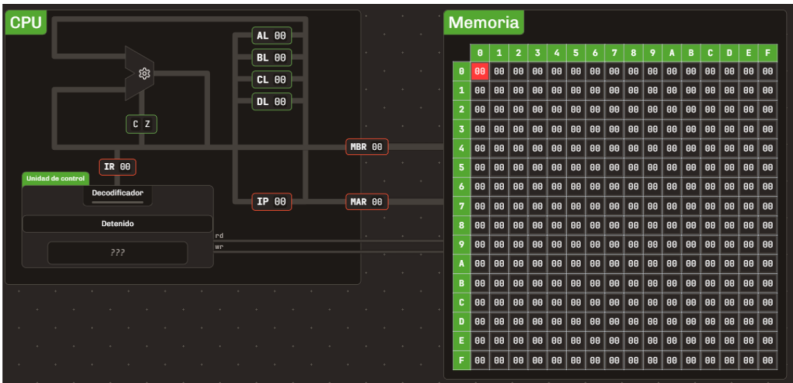 CPU
AL 00
BL 00
CL 00
DL 00
C Z
MBR 00
IR 00
Unidad de control
Decodificador
IP 00
MAR 00
Detenido
rd
wr
???
Memoria
0 1 2 3 4 5 6 7 8 9 A B C D E F
0 00 00 00 00 00 00 00 00 00 00 00 00 00 00 00 00
1 00 00 00 00 00 00 00 00 00 00 00 00 00 00 00 00
2 00 00 00 00 00 00 00 00 00 00 00 00 00 00 00 00
3 00 00 00 00 00 00 00 00 00 00 00 00 00 00 00 00
4 00 00 00 00 00 00 00 00 00 00 00 00 00 00 00 00
5 00 00 00 00 00 00 00 00 00 00 00 00 00 00 00 00
6 00 00 00 00 00 00 00 00 00 00 00 00 00 00 00 00
7 00 00 00 00 00 00 00 00 00 00 00 00 00 00 00 00
8 00 00 00 00 00 00 00 00 00 00 00 00 00 00 00 00
9 00 00 00 00 00 00 00 00 00 00 00 00 00 00 00 00
A 00 00 00 00 00 00 00 00 00 00 00 00 00 00 00 00
B 00 00 00 00 00 00 00 00 00 00 00 00 00 00 00 00
C 00 00 00 00 00 00 00 00 00 00 00 00 00 00 00 00
D 00 00 00 00 00 00 00 00 00 00 00 00 00 00 00 00
E 00 00 00 00 00 00 00 00 00 00 00 00 00 00 00 00
F 00 00 00 00 00 00 00 00 00 00 00 00 00 00 00 00